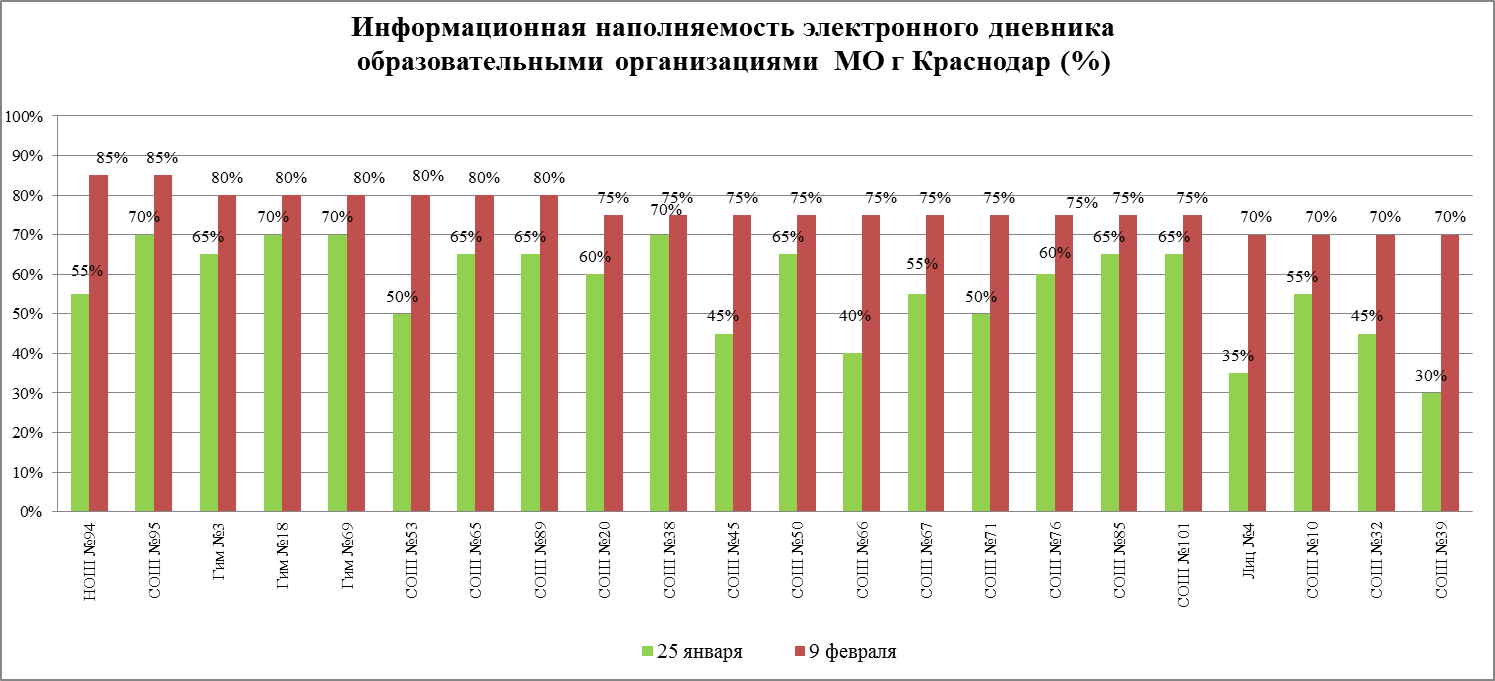 Информационная наполняемость электронного дневника
образовательными организациями МО г Краснодар (%)
100%
90%
80%
70%
60%
50%
40%
30%
20%
10%
0%
55%
85%
70%
85%
65%
80%
70%
80%
70%
80%
50%
80%
65%
80%
65%
80%
60%
75%
70%
75%
45%
75%
65%
75%
40%
75%
55%
75%
50%
75%
60%
75%
65%
75%
65%
75%
35%
70%
55%
70%
45%
70%
30%
70%
НОШ №94
СОШ №95
Гим №3
Гим №18
Гим №69
СОШ №53
СОШ №65
СОШ №89
СОШ №20
СОШ №38
СОШ №45
СОШ №50
СОШ №66
СОШ №67
СОШ №71
СОШ №76
СОШ №85
СОШ №101
Лиц №4
СОШ №10
СОШ №32
СОШ №39
25 января
9 февраля